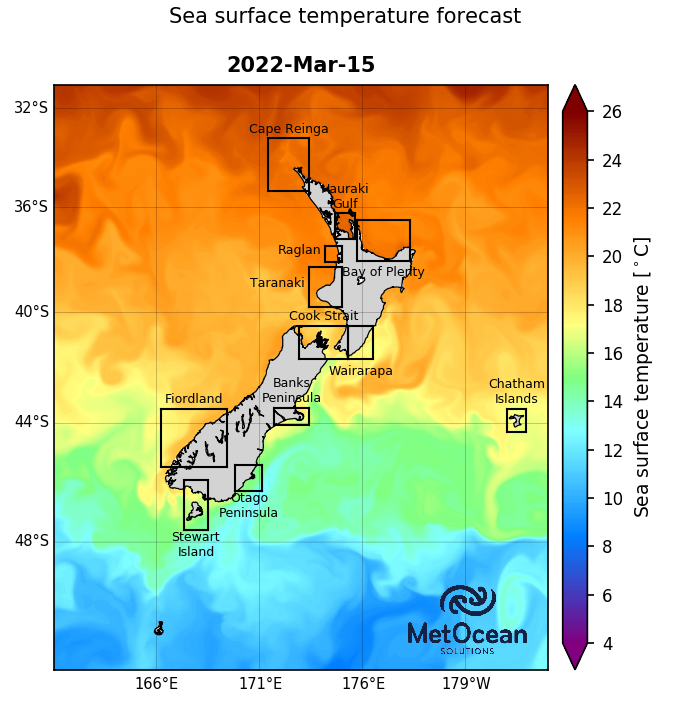 Sea surface temperature forecast
2022-Mar-15
32°S
36°S
40°S
44°S
48°S
Cape Reinga
Hauraki
Gulf
Raglan
Bay of Plenty
Taranaki
Cook Strait
Wairarapa
Banks
Peninsula
Fiordland
Chatham
Islands
Otago
Peninsula
Stewart
Island
MetOcean
SOLUTIONS
166°E
171°E
176°E
179°W
26
24
22
20
18
16
14
12
10
8
6
4
Sea surface temperature [°C]